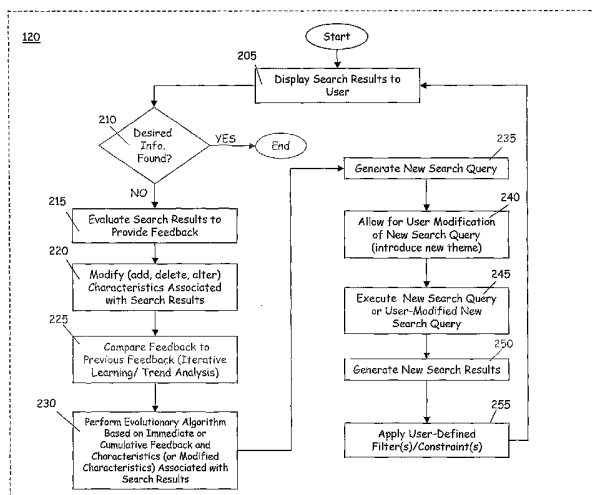 120
Start
205
Display Search Results to
User
210
Desired
Info.
Found?
YES
End
NO
215
Evaluate Search Results to
Provide Feedback
220
Modify (add, delete, alter)
Characteristics Associated
with Search Results
225
Compare Feedback to
Previous Feedback (Iterative
Learning/ Trend Analysis)
230
Perform Evolutionary Algorithm
Based on Immediate or
Cumulative Feedback and
Characteristics (or Modified
Characteristics) Associated with
Search Results
235
Generate New Search Query
240
Allow for User Modification
of New Search Query
(introduce new theme)
245
Execute New Search Query
or User-Modified New
Search Query
250
Generate New Search Results
255
Apply User-Defined
Filter(s)/Constraint(s)